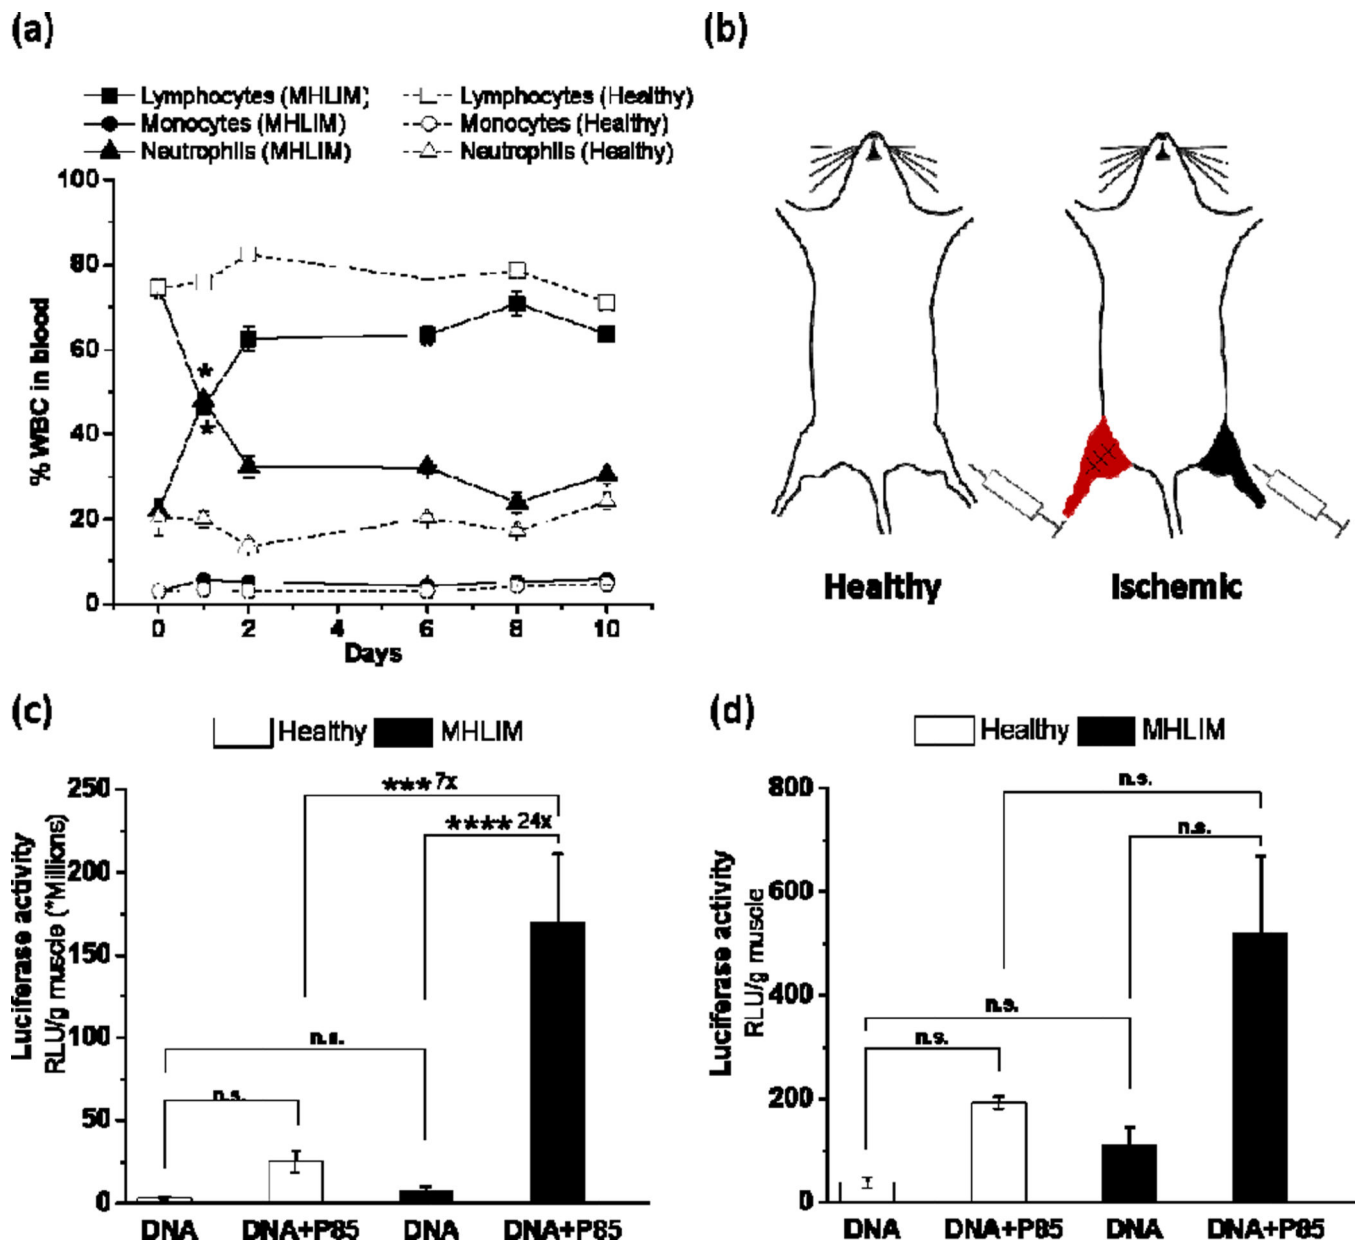 (a)
Lymphocytes (MHLIM) Lymphocytes (Healthy)
Monocytes (MHLIM) Monocytes (Healthy)
Neutrophils (MHLIM) Neutrophils (Healthy)
100
80
60
40
20
0
% WBC in blood
*
*
0 2 4 6 8 10
Days
(b)
Healthy Ischemic
(c)
Healthy MHLIM
250
200
150
100
50
0
Luciferase activity
RLU/g muscle (*Millions)
*** 7x
**** 24x
n.s.
n.s.
DNA DNA+P85 DNA DNA+P85
(d)
Healthy MHLIM
800
600
400
200
0
Luciferase activity
RLU/g muscle
n.s.
n.s.
n.s.
n.s.
DNA DNA+P85 DNA DNA+P85